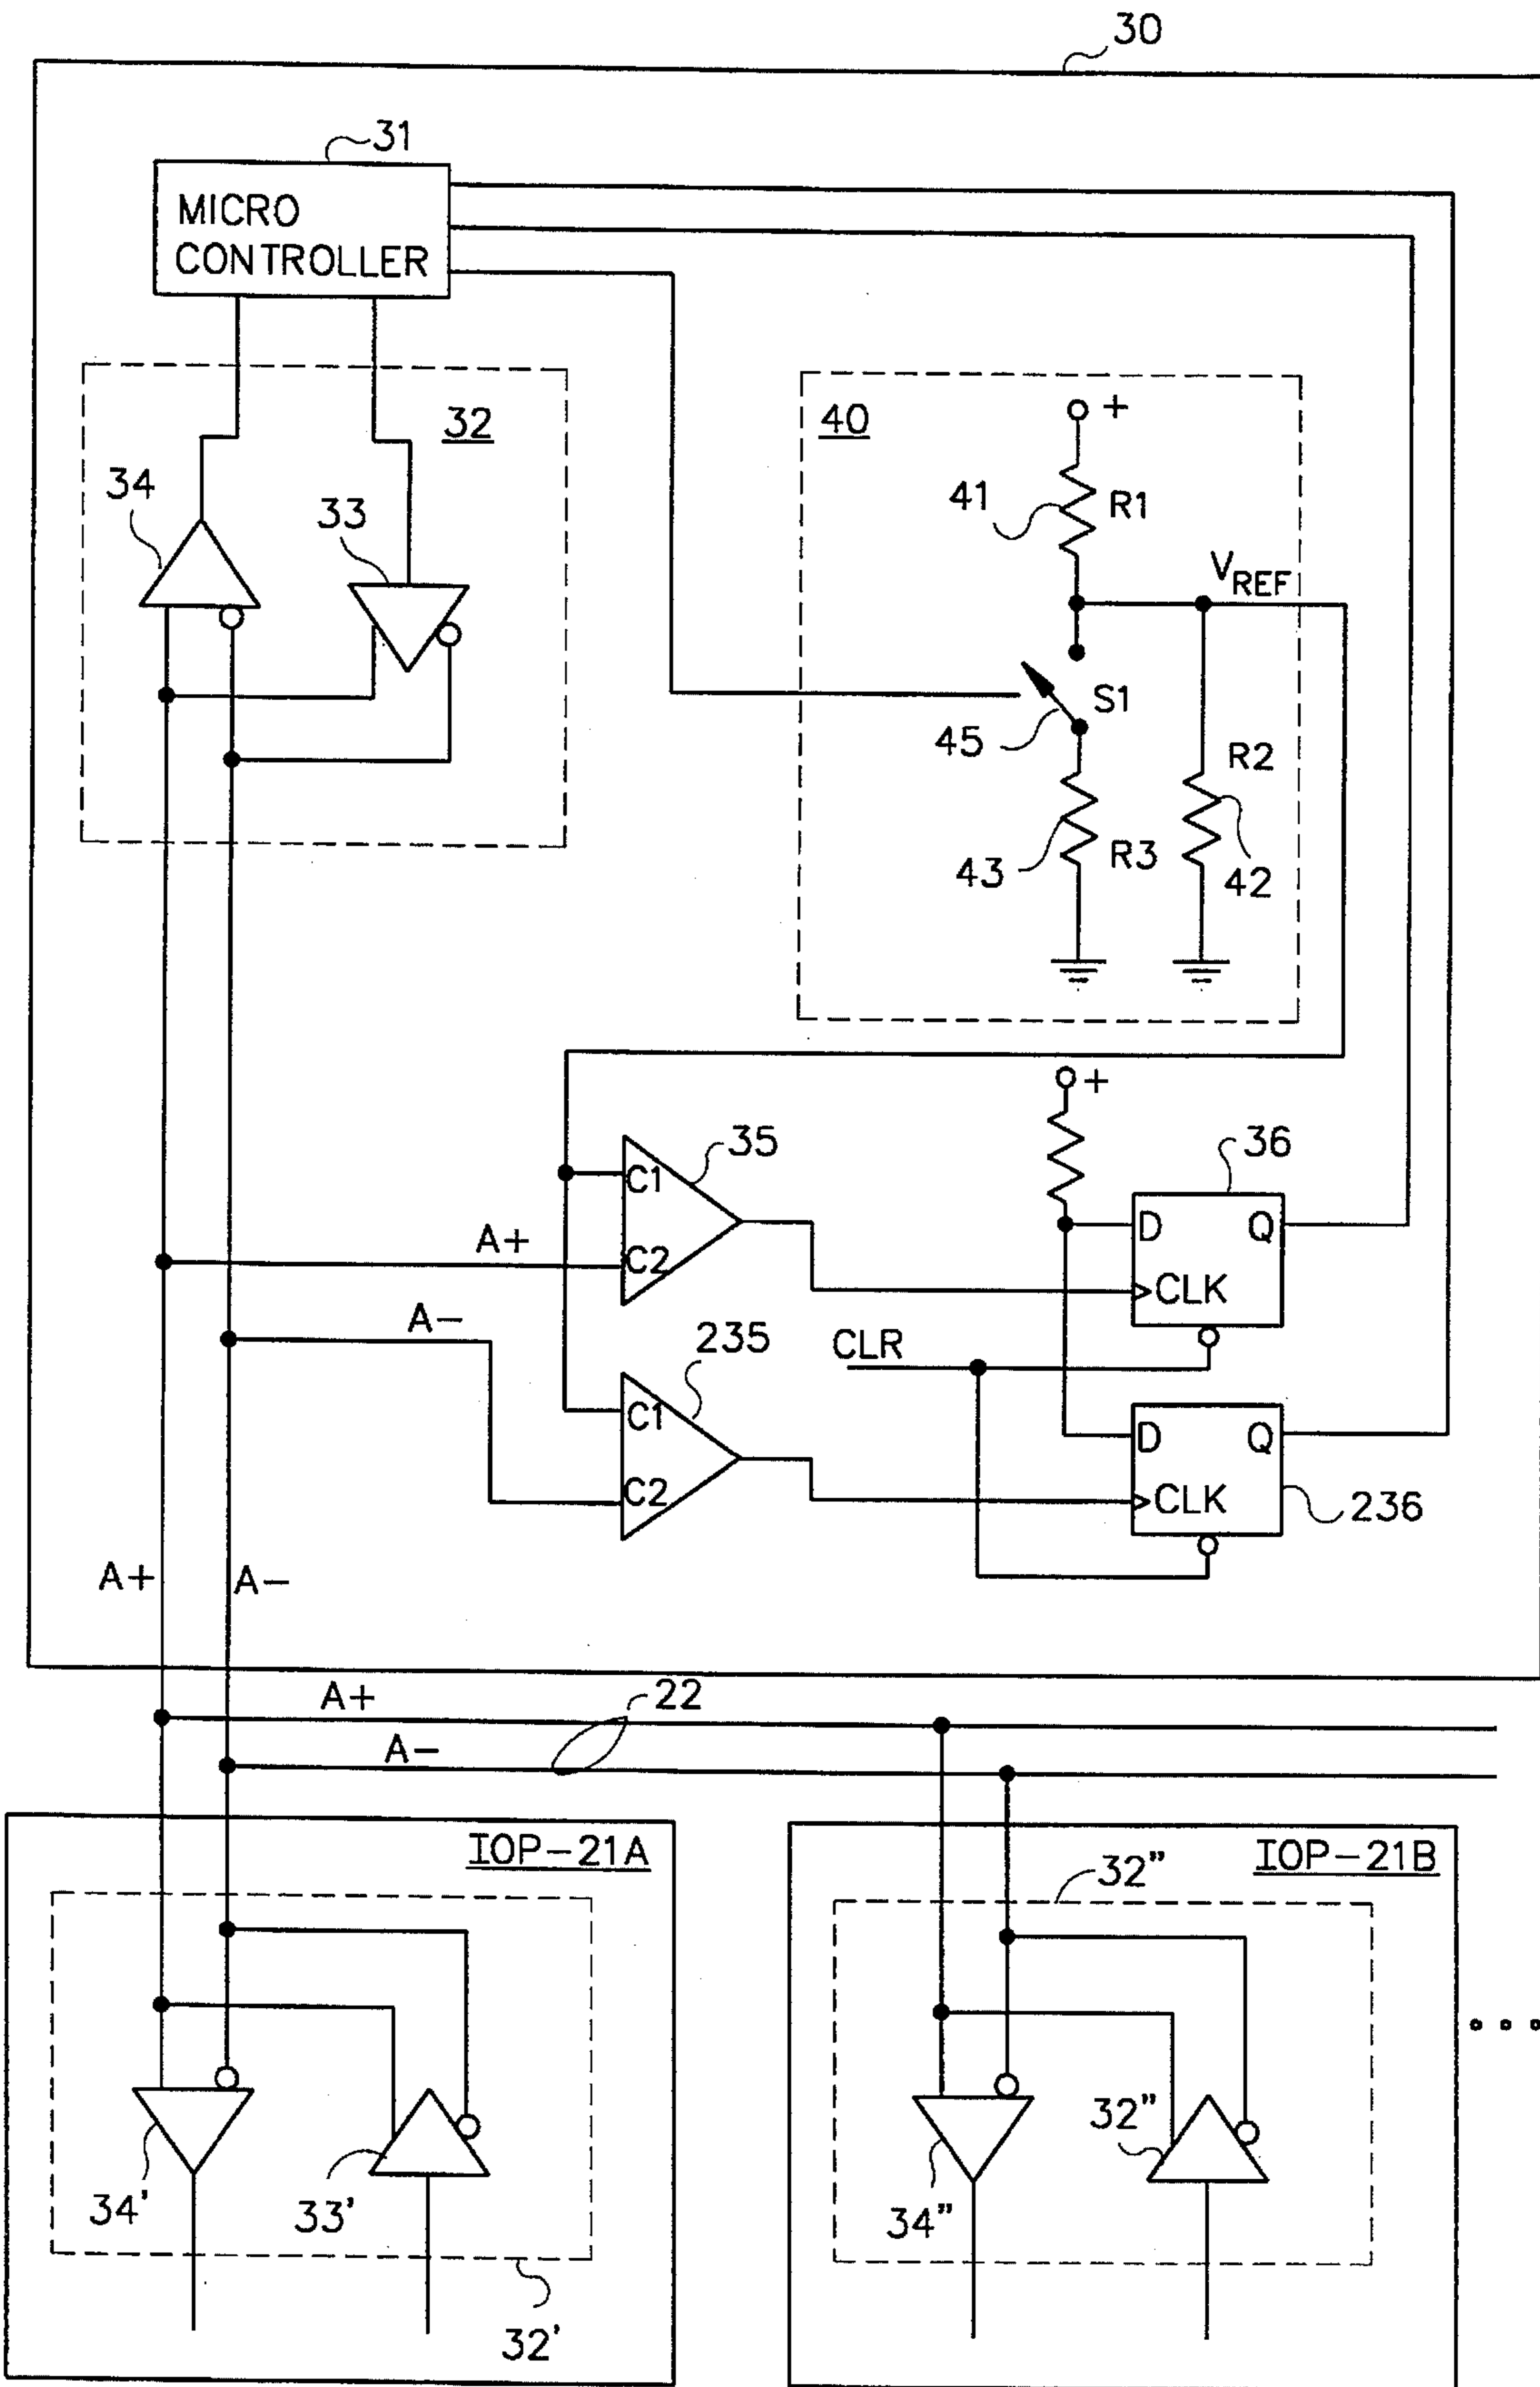 30
31
MICRO
CONTROLLER
32
34
33
40
+
41
R1
VREF
S1
45
R2
43
R3
42
+
35
36
C1
D
Q
A+
C2
CLK
A-
235
CLR
C1
D
Q
C2
CLK
236
A+
A-
A+
22
A-
IOP-21A
IOP-21B
32"
32"
34'
33'
34"
32'